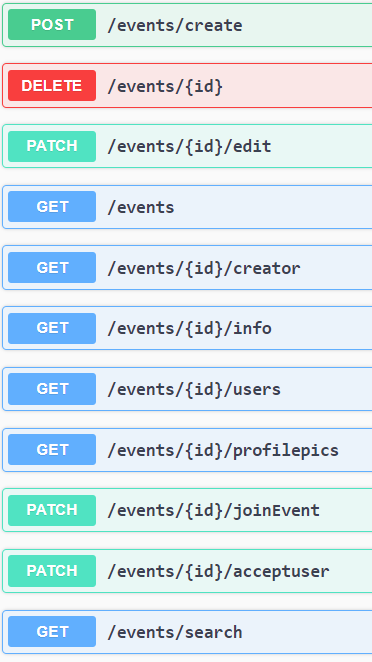 POST /events/create
DELETE /events/{id}
PATCH /events/{id}/edit
GET /events
GET /events/{id}/creator
GET /events/{id}/info
GET /events/{id}/users
GET /events/{id}/profilepics
PATCH /events/{id}/joinEvent
PATCH /events/{id}/acceptuser
GET /events/search